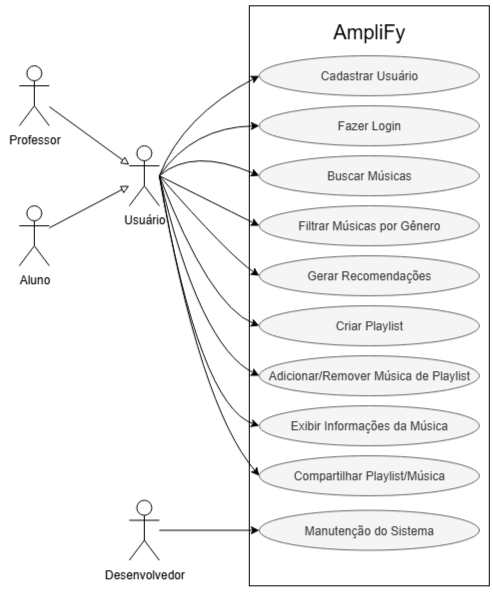 AmpliFy
Cadastrar Usuário
Fazer Login
Professor
Buscar Músicas
Usuário
Filtrar Músicas por Gênero
Aluno
Gerar Recomendações
Criar Playlist
Adicionar/Remover Música de Playlist
Exibir Informações da Música
Compartilhar Playlist/Música
Manutenção do Sistema
Desenvolvedor